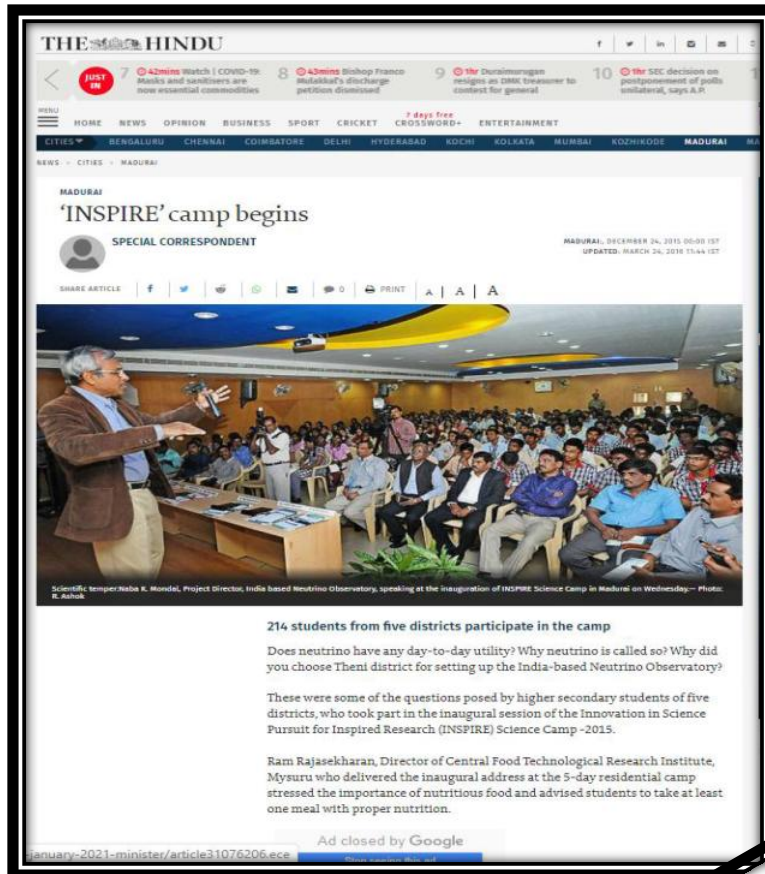 THE HINDU
f in
JUST IN
7 42mins Watch | COVID-19: Masks and sanitisers are now essential commodities
8 43mins Bishop Franco Mulakkal's discharge petition dismissed
9 1hr Duraimurugan resigns as DMK treasurer to contest for general
10 1hr SEC decision on postponement of polls unilateral, says A.P.
MENU
7 days free
HOME NEWS OPINION BUSINESS SPORT CRICKET CROSSWORD+ ENTERTAINMENT
CITIES BENGALURU CHENNAI COIMBATORE DELHI HYDERABAD KOCHI KOLKATA MUMBAI KOZHIKODE MADURAI MA
NEWS CITIES MADURAI
MADURAI
‘INSPIRE’ camp begins
SPECIAL CORRESPONDENT
MADURAI:, DECEMBER 24, 2015 00:00 IST
UPDATED: MARCH 24, 2016 11:44 IST
SHARE ARTICLE f 0 PRINT A | A | A
Scientific temper:Naba K. Mondal, Project Director, India based Neutrino Observatory, speaking at the inauguration of INSPIRE Science Camp in Madurai on Wednesday.— Photo:
R. Ashok
214 students from five districts participate in the camp
Does neutrino have any day-to-day utility? Why neutrino is called so? Why did
you choose Theni district for setting up the India-based Neutrino Observatory?
These were some of the questions posed by higher secondary students of five
districts, who took part in the inaugural session of the Innovation in Science
Pursuit for Inspired Research (INSPIRE) Science Camp -2015.
Ram Rajasekharan, Director of Central Food Technological Research Institute,
Mysuru who delivered the inaugural address at the 5-day residential camp
stressed the importance of nutritious food and advised students to take at least
one meal with proper nutrition.
Ad closed by Google
january-2021-minister/article31076206.ece
Stop seeing this ad